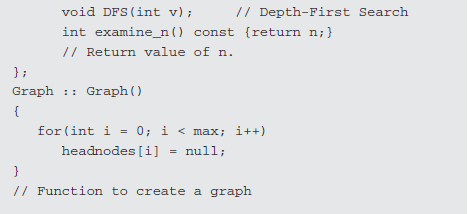 void DFS(int v);     // Depth-First Search
int examine_n() const {return n;}
// Return value of n.
};
Graph :: Graph()
{
for(int i = 0; i < max; i++)
headnodes[i] = null;
}
// Function to create a graph